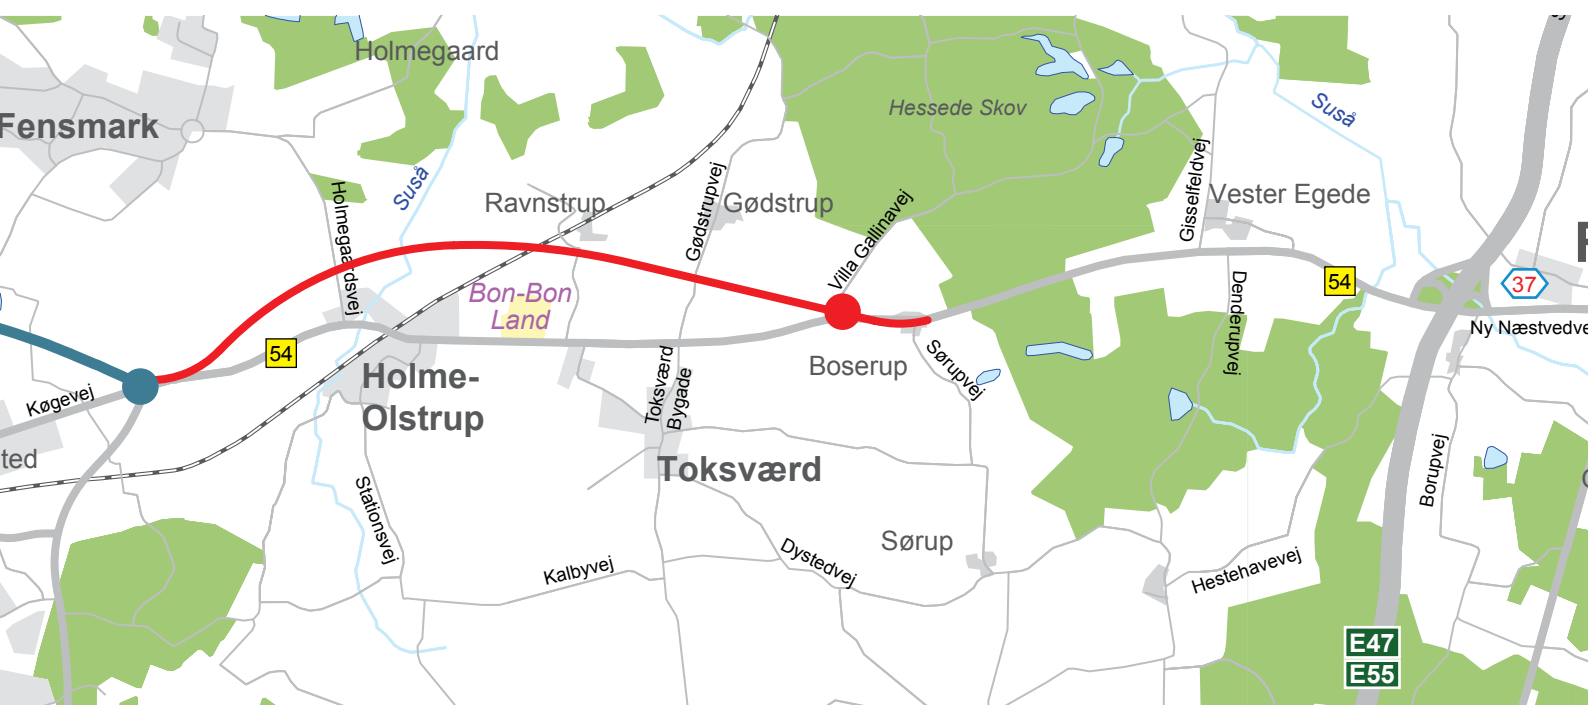 Holmegaard
Fensmark
Hessede Skov
Suså
Suså
Holmegaardsvej
Ravnstrup
Gødstrupvej
Gødstrup
Villa Gallinavej
Gisselfeldvej
Vester Egede
Bon-Bon
Land
54
54
37
Denderupvej
Ny Næstvedve
Køgevej
Holme-
Olstrup
Toksværd
Bygade
Boserup
Sørupvej
ted
Toksværd
Borupvej
Stationsvej
Kalbyvej
Dystedvej
Sørup
Hestehavevej
E47
E55